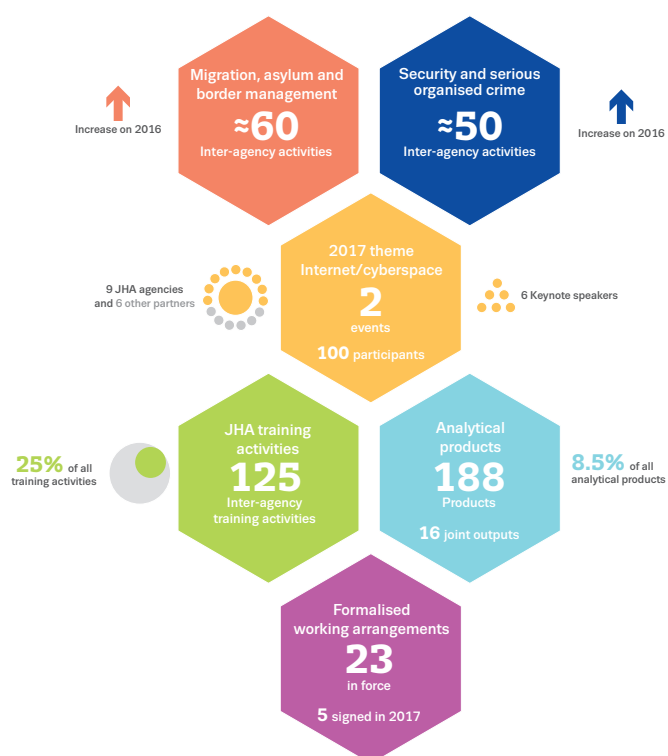 Migration, asylum and
border management
≈60
Inter-agency activities
Increase on 2016
Security and serious
organised crime
≈50
Inter-agency activities
Increase on 2016
2017 theme
Internet/cyberspace
2
events
100 participants
9 JHA agencies
and 6 other partners
6 Keynote speakers
JHA training
activities
125
Inter-agency
training activities
25% of all
training activities
Analytical
products
188
Products
16 joint outputs
8.5% of all
analytical products
Formalised
working arrangements
23
in force
5 signed in 2017